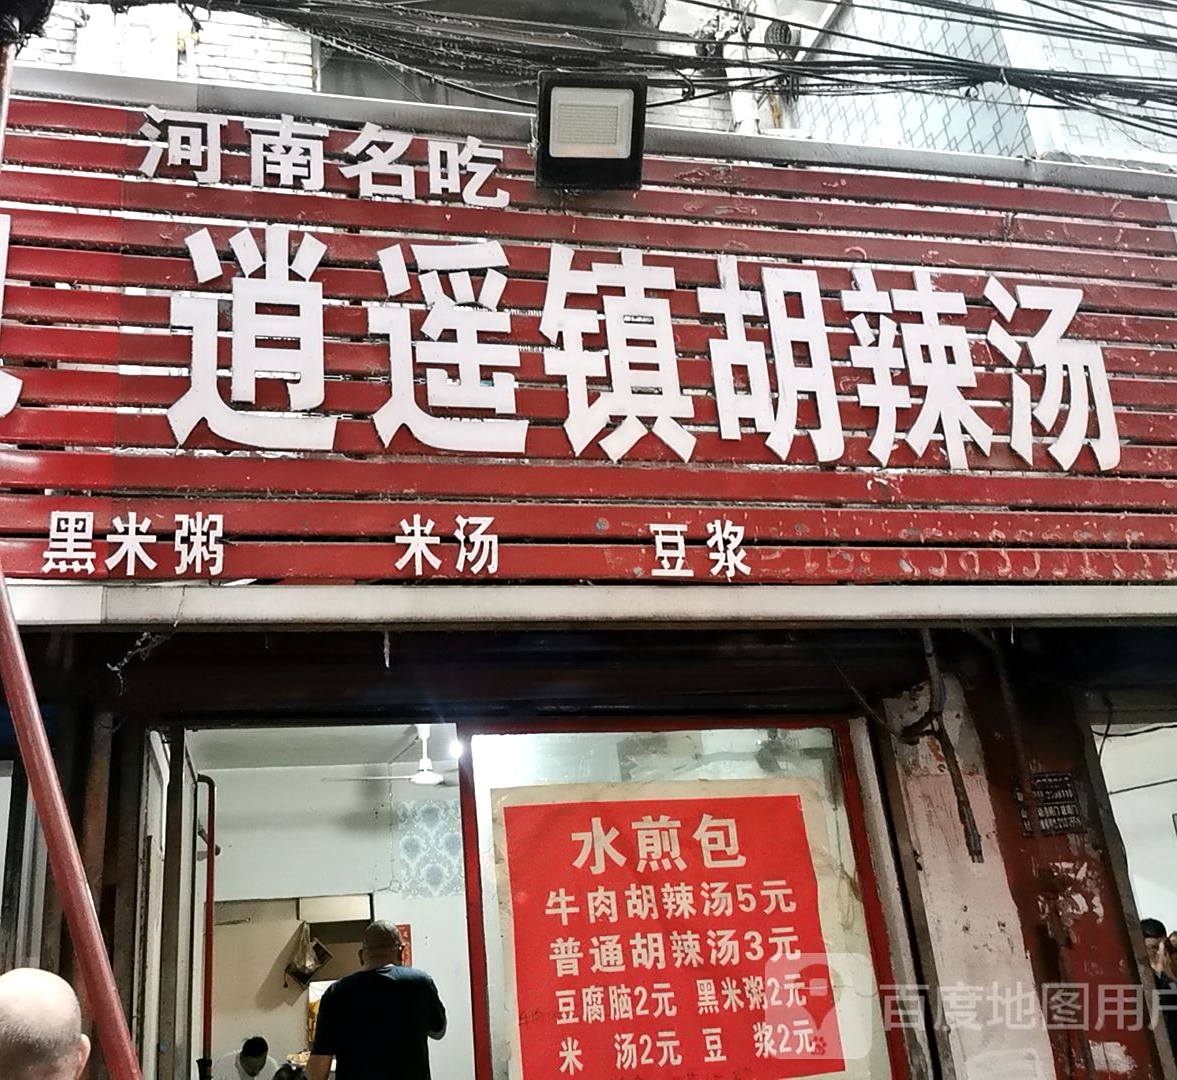 河南名吃
逍遥镇胡辣汤
黑米粥 米汤 豆浆
水煎包
牛肉胡辣汤5元
普通胡辣汤3元
豆腐脑2元 黑米粥2元
米 汤2元 豆 浆2元
百度地图用户